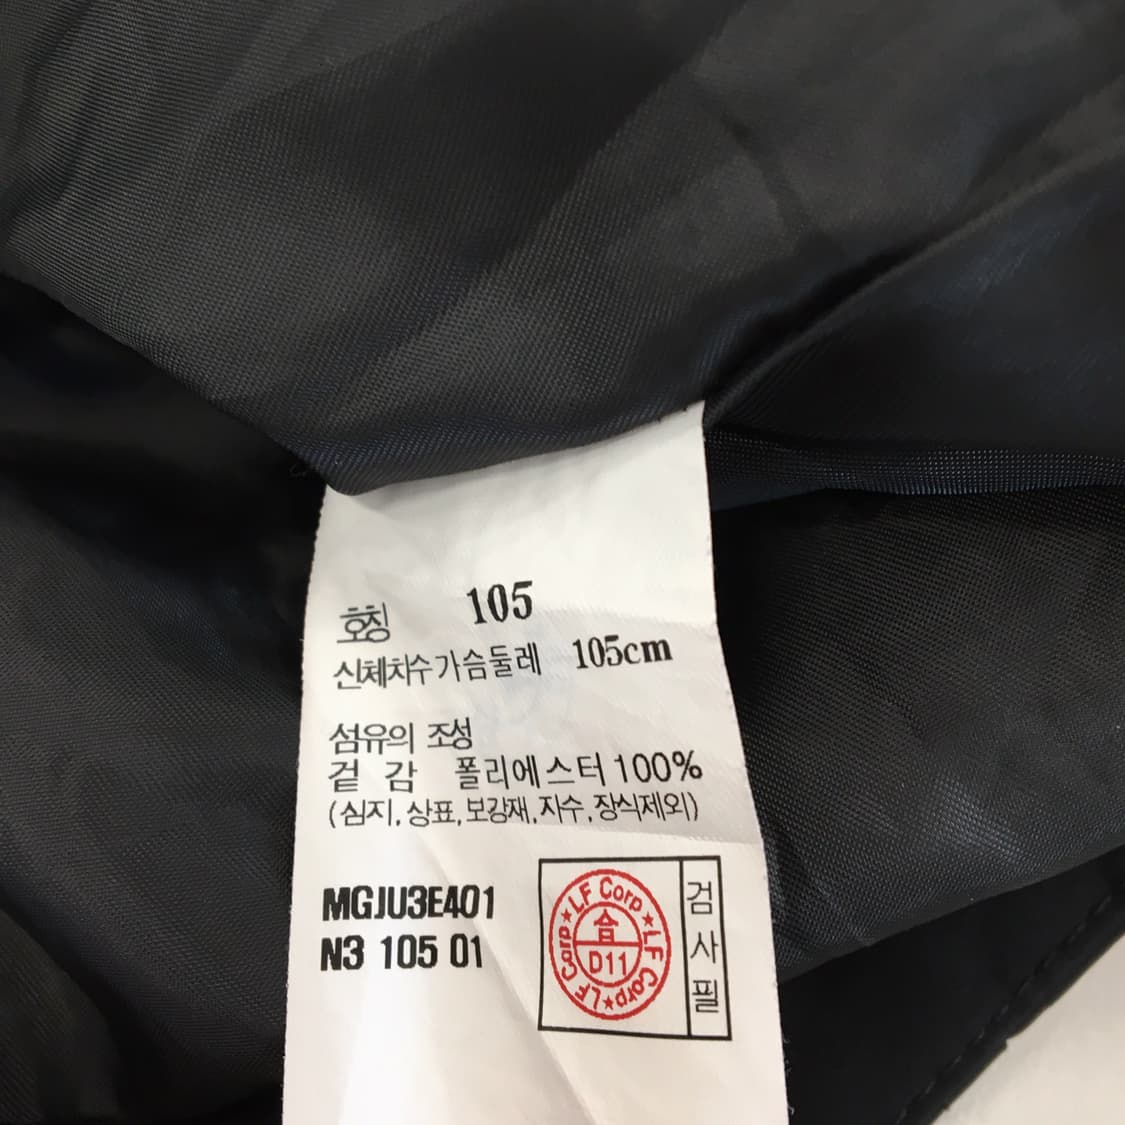 호칭 105
신체치수 가슴둘레 105cm
섬유의 조성
겉 감 폴리에스터 100%
(심지, 상표, 보강재, 자수, 장식제외)
MGJU3E401
N3 105 01
★LF Corp★LF Corp★LF Corp
合
D11
검사필